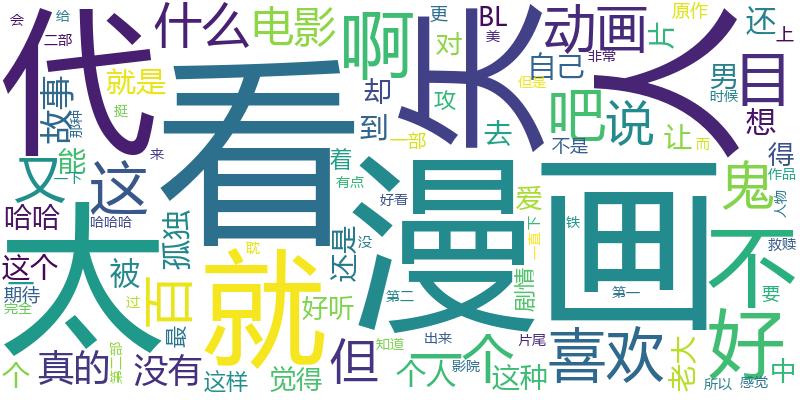 会
给
二部
代
什么
电影
啊
更
对
BL
美
动画
片
原作
还
上
就是
故事
那种
挺
看
却
到
攻
矢
去
自己
吧
非常
但是
说
不是
人
让
而
男
时候
目
想
得
作品
人物
鬼
又
能
一下
这
来
一部
着
有点
好看
爱
哈哈
哈哈哈
太
孤独
耽
还是
没
漫画
一直
下
铁
不
救赎
要
这个
期待
完全
被
过
百
最
就
好听
第二
剧情
第一
好
个
真的
没有
这样
觉得
但
知道
出来
个人
影院
一个
片尾
这种
喜欢
老大
所以
感觉
中